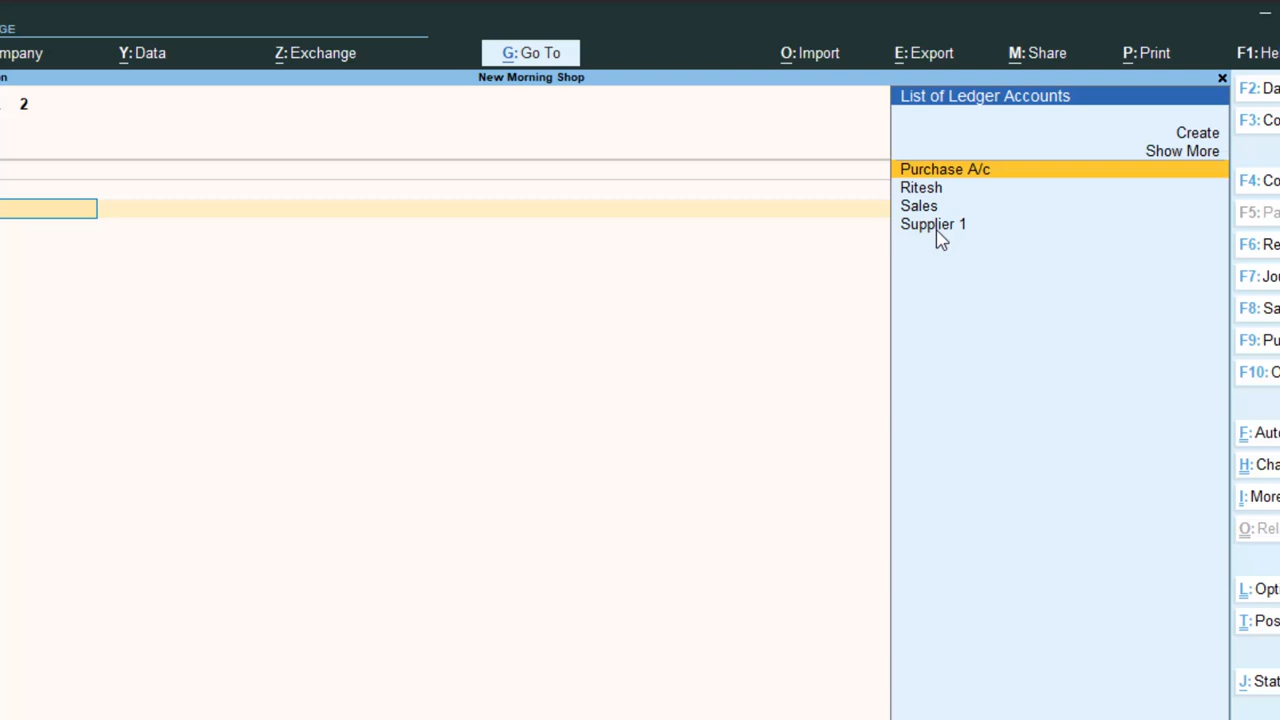 GE
mpany Y: Data Z: Exchange G: Go To O: Import E: Export M: Share P: Print F1: He
n New Morning Shop
2
List of Ledger Accounts
Create
Show More
Purchase A/c
Ritesh
Sales
Supplier 1
F2: Da
F3: Co
F4: Co
F5: Pa
F6: Re
F7: Jou
F8: Sa
F9: Pu
F10: O
F: Auto
H: Cha
I: More
O: Rel
L: Opti
T: Pos
J: Stat